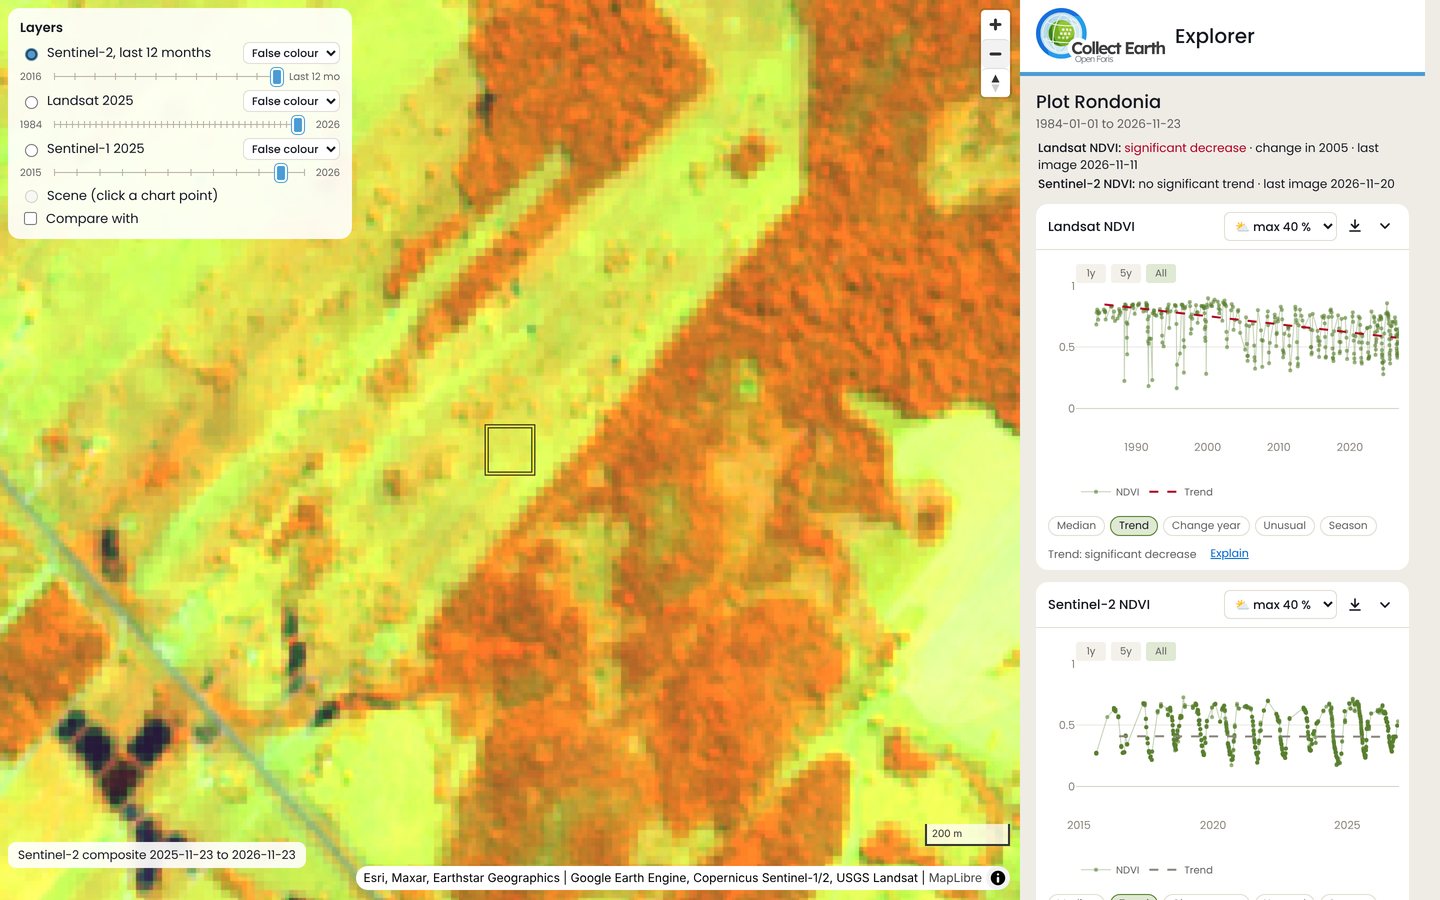 Layers
Sentinel-2, last 12 months
False colour
2016
Last 12 mo
Landsat 2025
False colour
1984
2026
Sentinel-1 2025
False colour
2015
2026
Scene (click a chart point)
Compare with
Sentinel-2 composite 2025-11-23 to 2026-11-23
200 m
Esri, Maxar, Earthstar Geographics | Google Earth Engine, Copernicus Sentinel-1/2, USGS Landsat | MapLibre
Collect Earth
Open Foris
Explorer
Plot Rondonia
1984-01-01 to 2026-11-23
Landsat NDVI: significant decrease · change in 2005 · last
image 2026-11-11
Sentinel-2 NDVI: no significant trend · last image 2026-11-20
Landsat NDVI
max 40 %
1y 5y All
1
0.5
0
1990 2000 2010 2020
NDVI Trend
Median Trend Change year Unusual Season
Trend: significant decrease Explain
Sentinel-2 NDVI
max 40 %
1y 5y All
1
0.5
0
2015 2020 2025
NDVI Trend